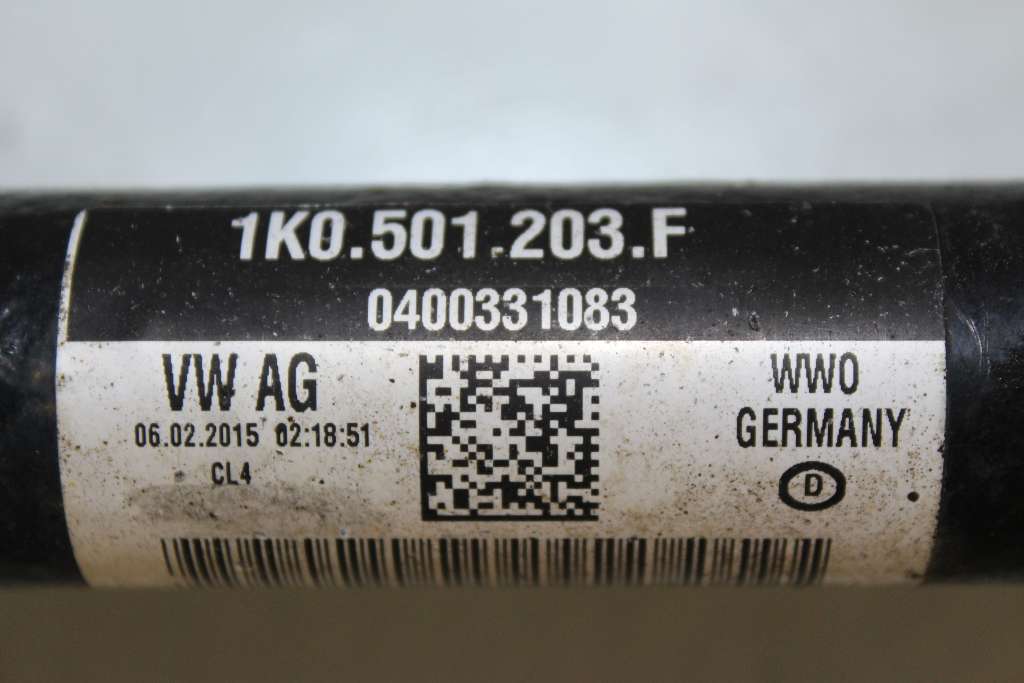 1K0.501.203.F
0400331083
VW AG
06.02.2015 02:18:51
CL4
WWO
GERMANY
D